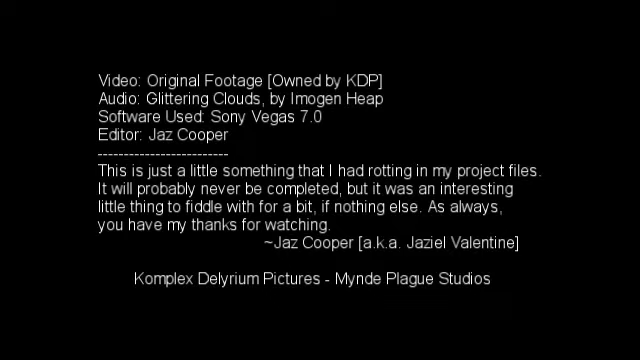 Video: Original Footage [Owned by KDP]
Audio: Glittering Clouds, by Imogen Heap
Software Used: Sony Vegas 7.0
Editor: Jaz Cooper
-------------------------
This is just a little something that I had rotting in my project files.
It will probably never be completed, but it was an interesting
little thing to fiddle with for a bit, if nothing else. As always,
you have my thanks for watching.
~Jaz Cooper [a.k.a. Jaziel Valentine]
Komplex Delyrium Pictures - Mynde Plague Studios